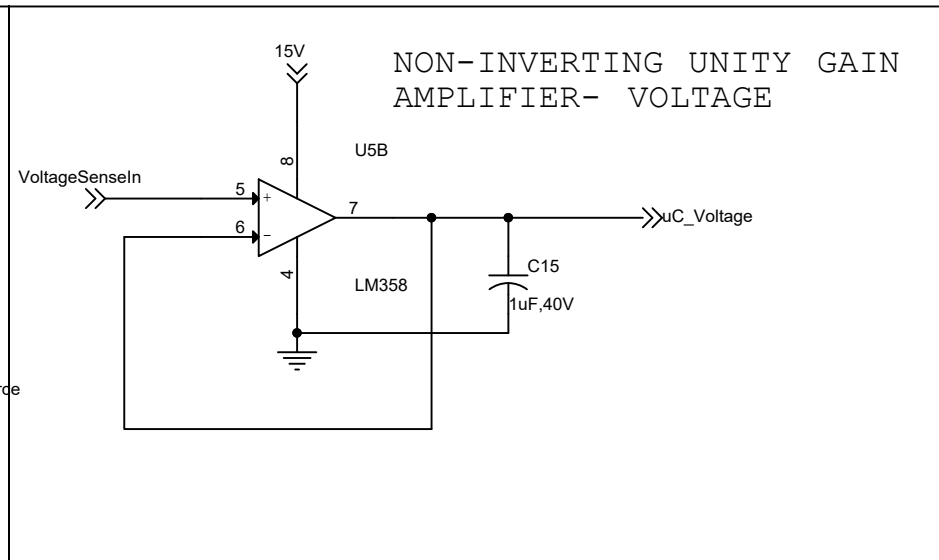 15V
NON-INVERTING UNITY GAIN
AMPLIFIER- VOLTAGE
U5B
8
VoltageSenseIn
5
+
7
uC_Voltage
6
-
4
LM358
C15
1uF,40V